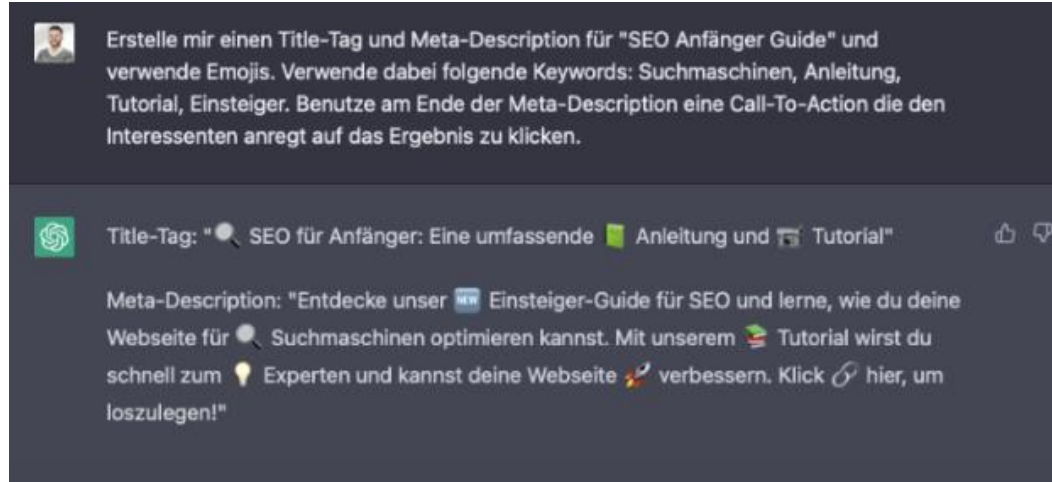 Erstelle mir einen Title-Tag und Meta-Description für "SEO Anfänger Guide" und
verwende Emojis. Verwende dabei folgende Keywords: Suchmaschinen, Anleitung,
Tutorial, Einsteiger. Benutze am Ende der Meta-Description eine Call-To-Action die den
Interessenten anregt auf das Ergebnis zu klicken.
Title-Tag: "🔍 SEO für Anfänger: Eine umfassende 📗 Anleitung und 📷 Tutorial"
Meta-Description: "Entdecke unser 🆕 Einsteiger-Guide für SEO und lerne, wie du deine
Webseite für 🔍 Suchmaschinen optimieren kannst. Mit unserem 📚 Tutorial wirst du
schnell zum 💡 Experten und kannst deine Webseite 🚀 verbessern. Klick 🔗 hier, um
loszulegen!"